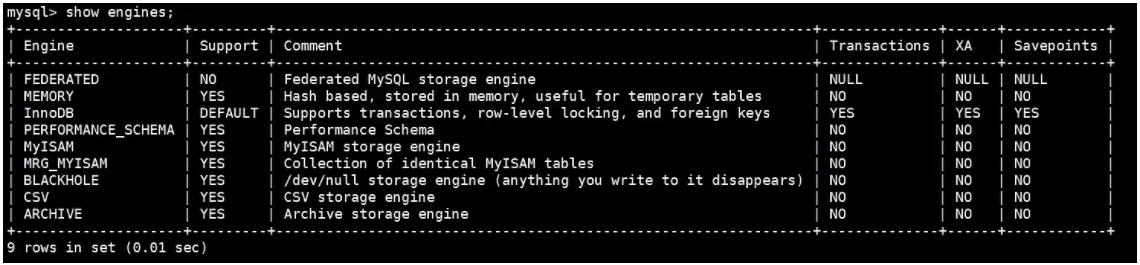 mysql> show engines;
+--------------------+---------+----------------------------------------------------------------+--------------+------+------------+
| Engine             | Support | Comment                                                        | Transactions | XA   | Savepoints |
+--------------------+---------+----------------------------------------------------------------+--------------+------+------------+
| FEDERATED          | NO      | Federated MySQL storage engine                                 | NULL         | NULL | NULL       |
| MEMORY             | YES     | Hash based, stored in memory, useful for temporary tables      | NO           | NO   | NO         |
| InnoDB             | DEFAULT | Supports transactions, row-level locking, and foreign keys     | YES          | YES  | YES        |
| PERFORMANCE_SCHEMA | YES     | Performance Schema                                             | NO           | NO   | NO         |
| MyISAM             | YES     | MyISAM storage engine                                          | NO           | NO   | NO         |
| MRG_MYISAM         | YES     | Collection of identical MyISAM tables                          | NO           | NO   | NO         |
| BLACKHOLE          | YES     | /dev/null storage engine (anything you write to it disappears) | NO           | NO   | NO         |
| CSV                | YES     | CSV storage engine                                             | NO           | NO   | NO         |
| ARCHIVE            | YES     | Archive storage engine                                         | NO           | NO   | NO         |
+--------------------+---------+----------------------------------------------------------------+--------------+------+------------+
9 rows in set (0.01 sec)